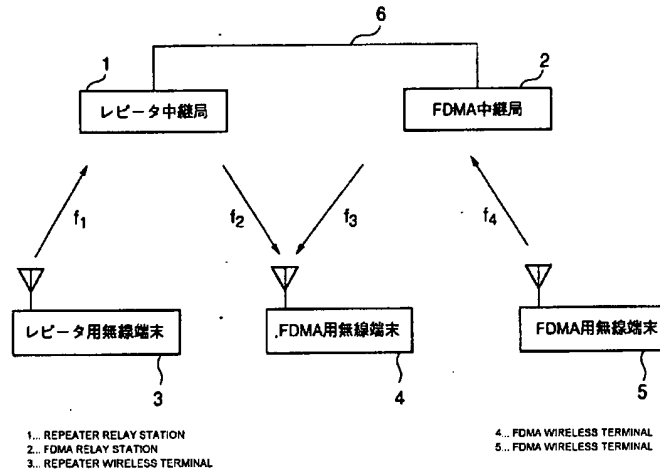 6
1
2
レピータ中継局
FDMA中継局
f1
f2
f3
f4
レピータ用無線端末
.FDMA用無線端末
FDMA用無線端末
3
4
5
1... REPEATER RELAY STATION
2... FDMA RELAY STATION
3... REPEATER WIRELESS TERMINAL
4... FDMA WIRELESS TERMINAL
5... FDMA WIRELESS TERMINAL